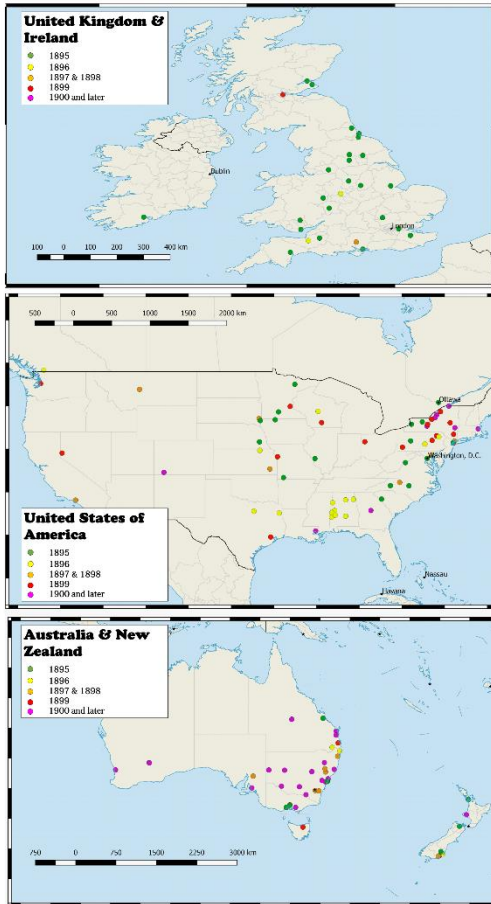 United Kingdom &
Ireland
1895
1896
1897 & 1898
1899
1900 and later
Dublin
London
100 0 100 200 300 400 km
500 0 500 1000 1500 2000 km
Ottawa
Washington, D.C.
United States of
America
1895
1896
1897 & 1898
1899
1900 and later
Nassau
Havana
Australia & New
Zealand
1895
1896
1897 & 1898
1899
1900 and later
750 0 750 1500 2250 3000 km